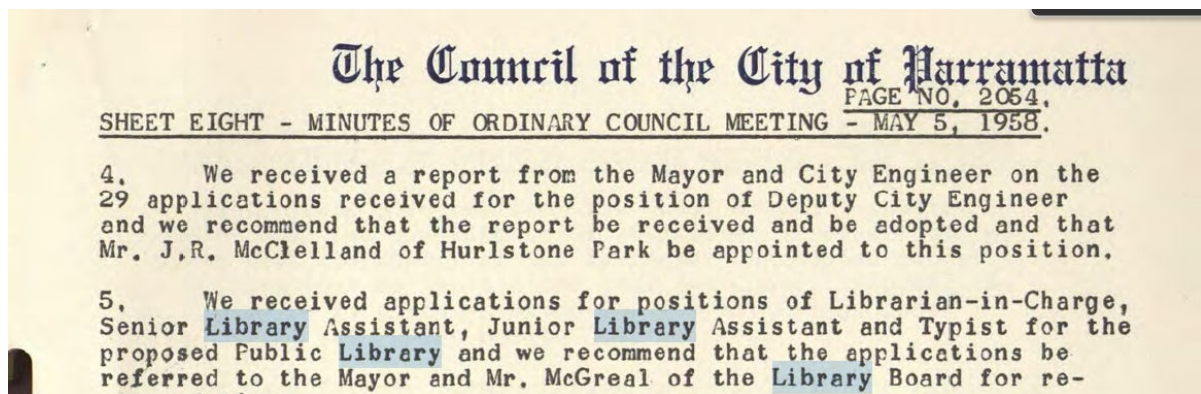 The Council of the City of Parramatta
PAGE NO. 2054.
SHEET EIGHT - MINUTES OF ORDINARY COUNCIL MEETING - MAY 5, 1958.
4. We received a report from the Mayor and City Engineer on the
29 applications received for the position of Deputy City Engineer
and we recommend that the report be received and be adopted and that
Mr. J.R. McClelland of Hurlstone Park be appointed to this position.
5. We received applications for positions of Librarian-in-Charge,
Senior Library Assistant, Junior Library Assistant and Typist for the
proposed Public Library and we recommend that the applications be
referred to the Mayor and Mr. McGreal of the Library Board for re-